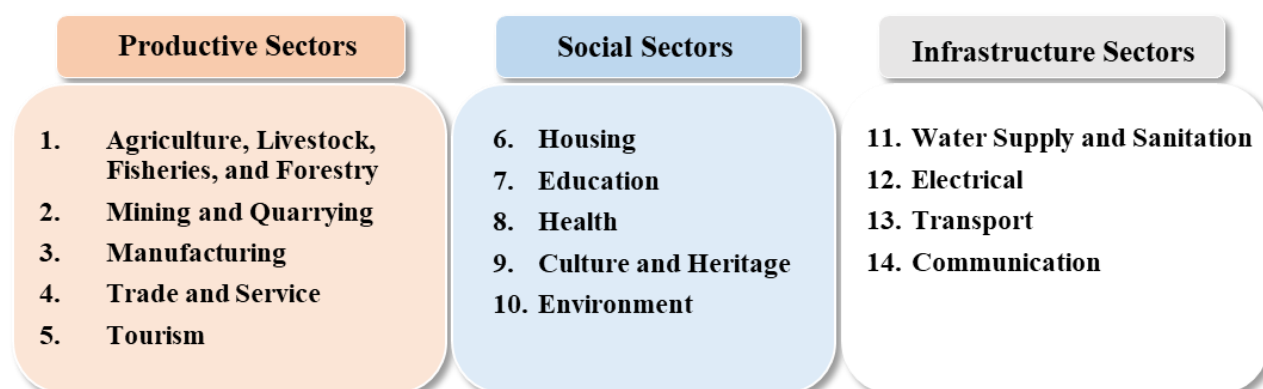 Productive Sectors
1. Agriculture, Livestock,
Fisheries, and Forestry
2. Mining and Quarrying
3. Manufacturing
4. Trade and Service
5. Tourism
Social Sectors
6. Housing
7. Education
8. Health
9. Culture and Heritage
10. Environment
Infrastructure Sectors
11. Water Supply and Sanitation
12. Electrical
13. Transport
14. Communication